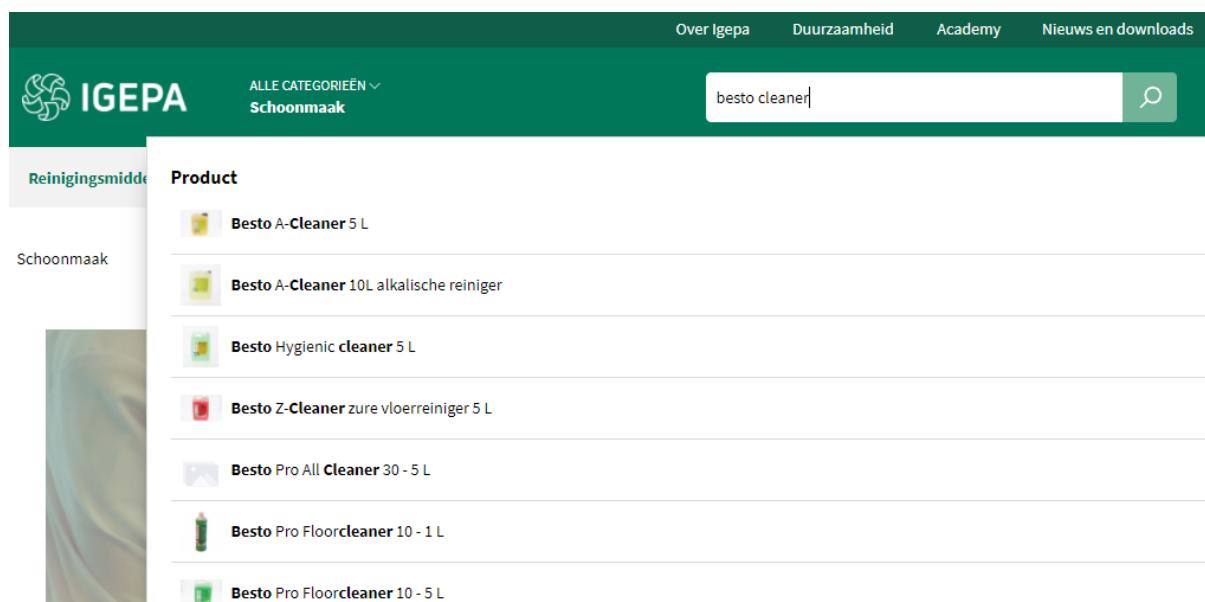 Over Igepa Duurzaamheid Academy Nieuws en downloads
IGEPA
ALLE CATEGORIEËN
Schoonmaak
besto cleaner
Reinigingsmidde
Product
Besto A-Cleaner 5 L
Schoonmaak
Besto A-Cleaner 10L alkalische reiniger
Besto Hygienic cleaner 5 L
Besto Z-Cleaner zure vloerreiniger 5 L
Besto Pro All Cleaner 30 - 5 L
Besto Pro Floorcleaner 10 - 1 L
Besto Pro Floorcleaner 10 - 5 L